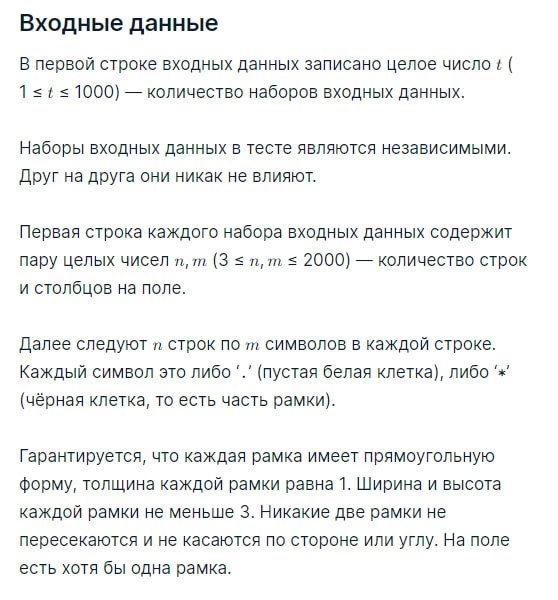 Входные данные
В первой строке входных данных записано целое число t (
1 ≤ t ≤ 1000) — количество наборов входных данных.
Наборы входных данных в тесте являются независимыми.
Друг на друга они никак не влияют.
Первая строка каждого набора входных данных содержит
пару целых чисел n, m (3 ≤ n, m ≤ 2000) — количество строк
и столбцов на поле.
Далее следуют n строк по m символов в каждой строке.
Каждый символ это либо ‘.’ (пустая белая клетка), либо ‘*’
(чёрная клетка, то есть часть рамки).
Гарантируется, что каждая рамка имеет прямоугольную
форму, толщина каждой рамки равна 1. Ширина и высота
каждой рамки не меньше 3. Никакие две рамки не
пересекаются и не касаются по стороне или углу. На поле
есть хотя бы одна рамка.